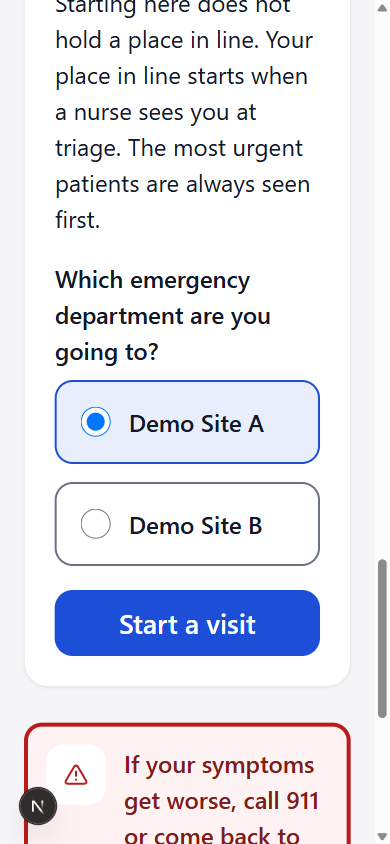 Starting here does not
hold a place in line. Your
place in line starts when
a nurse sees you at
triage. The most urgent
patients are always seen
first.
Which emergency
department are you
going to?
Demo Site A
Demo Site B
Start a visit
If your symptoms
get worse, call 911
or come back to
N